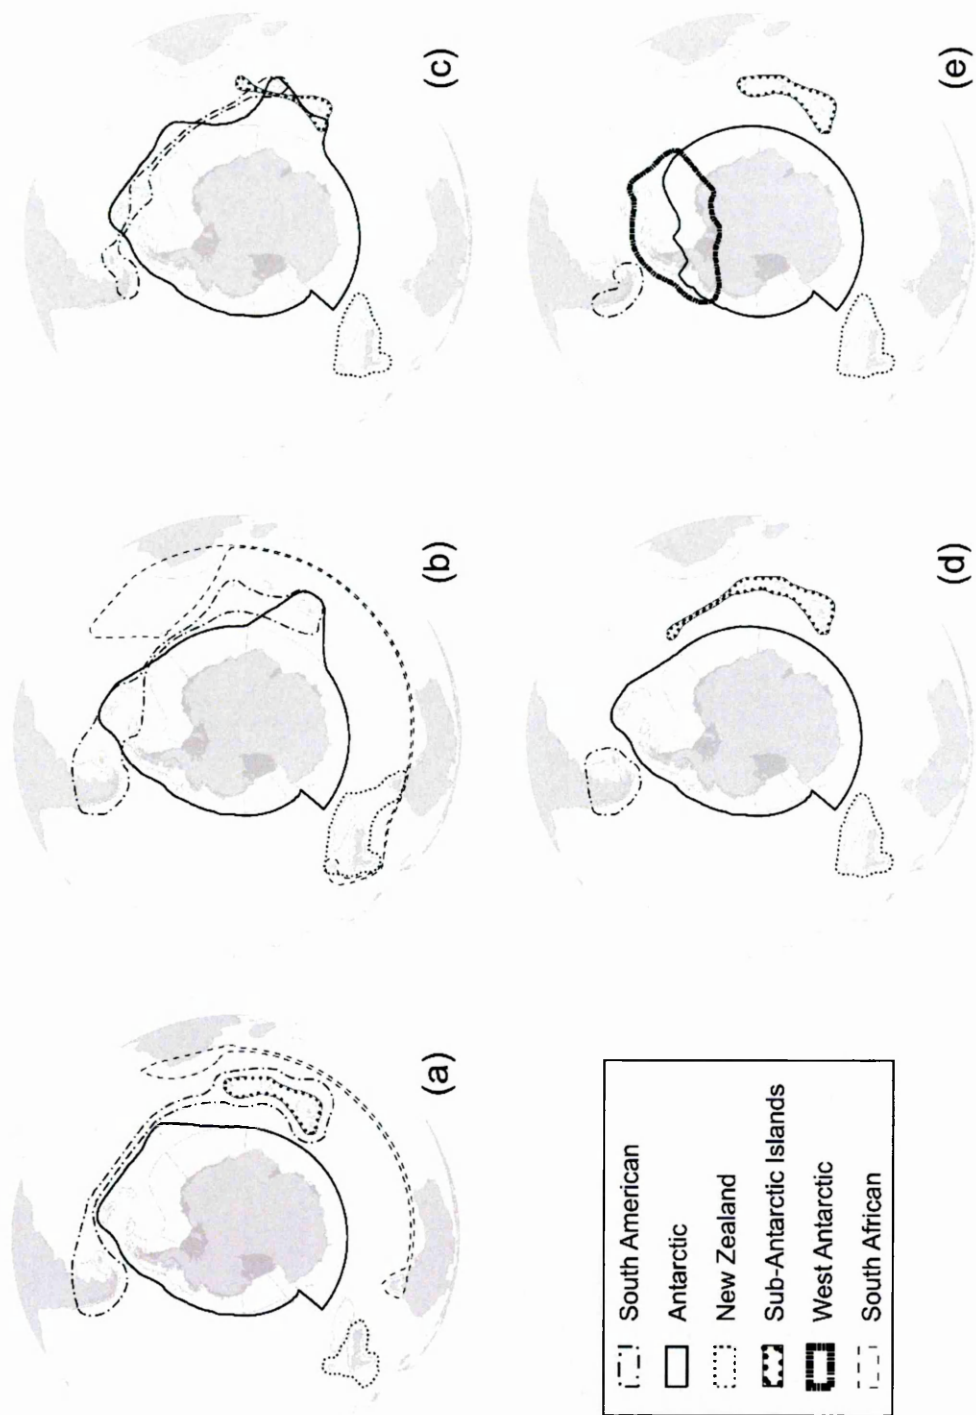 (a)
(b)
(c)
South American
Antarctic
New Zealand
Sub-Antarctic Islands
West Antarctic
South African
(d)
(e)